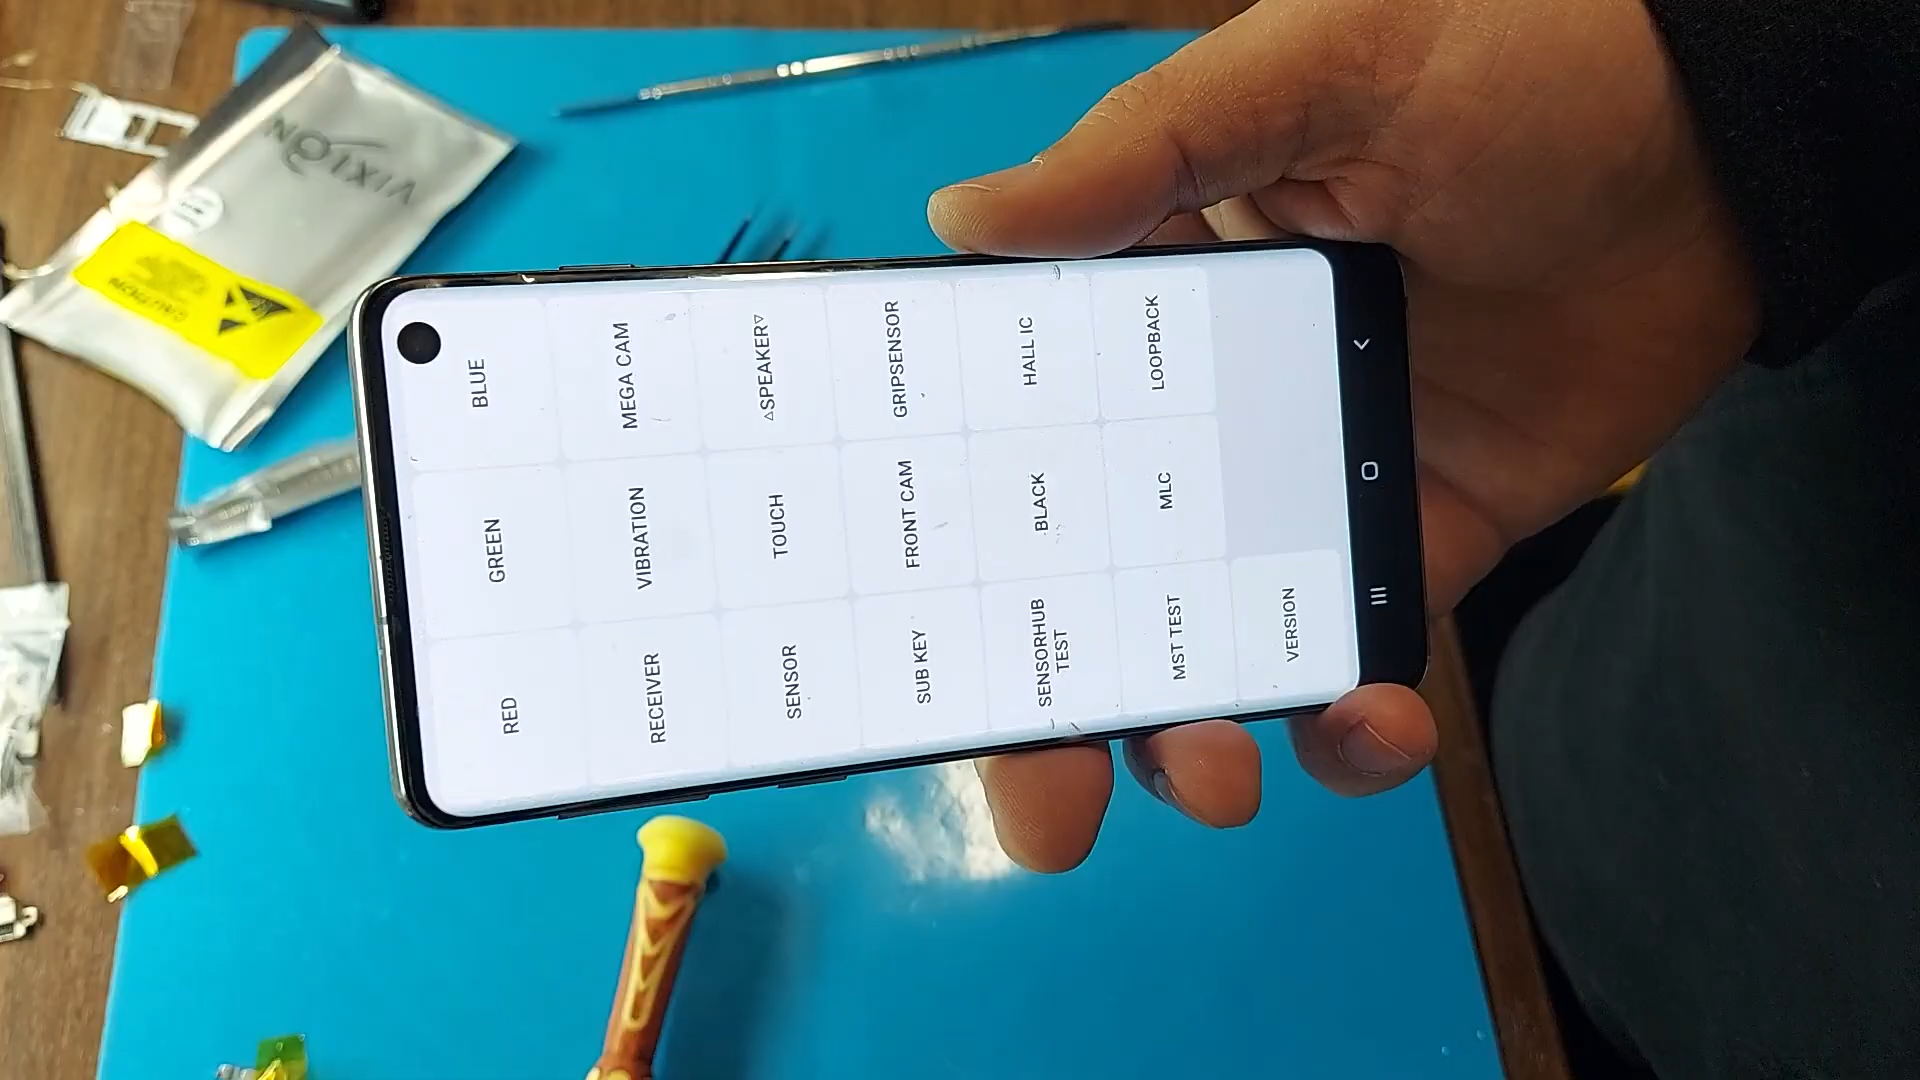 RED
GREEN
BLUE
RECEIVER
VIBRATION
MEGA CAM
SENSOR
TOUCH
△SPEAKER▽
SUB KEY
FRONT CAM
GRIPSENSOR
SENSORHUB
TEST
BLACK
HALL IC
MST TEST
MLC
LOOPBACK
VERSION
CAUTION